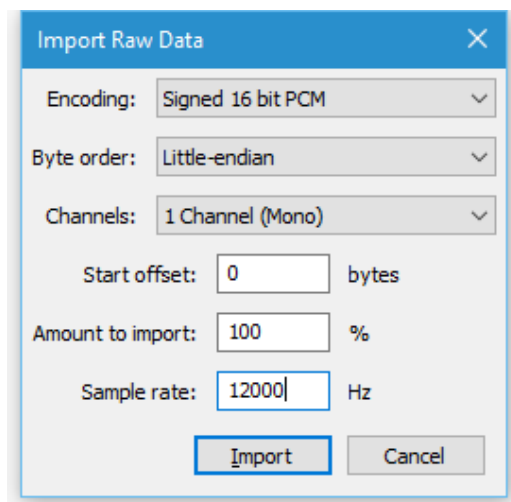 Import Raw Data
Encoding: Signed 16 bit PCM
Byte order: Little-endian
Channels: 1 Channel (Mono)
Start offset: 0 bytes
Amount to import: 100 %
Sample rate: 12000 Hz
Import Cancel